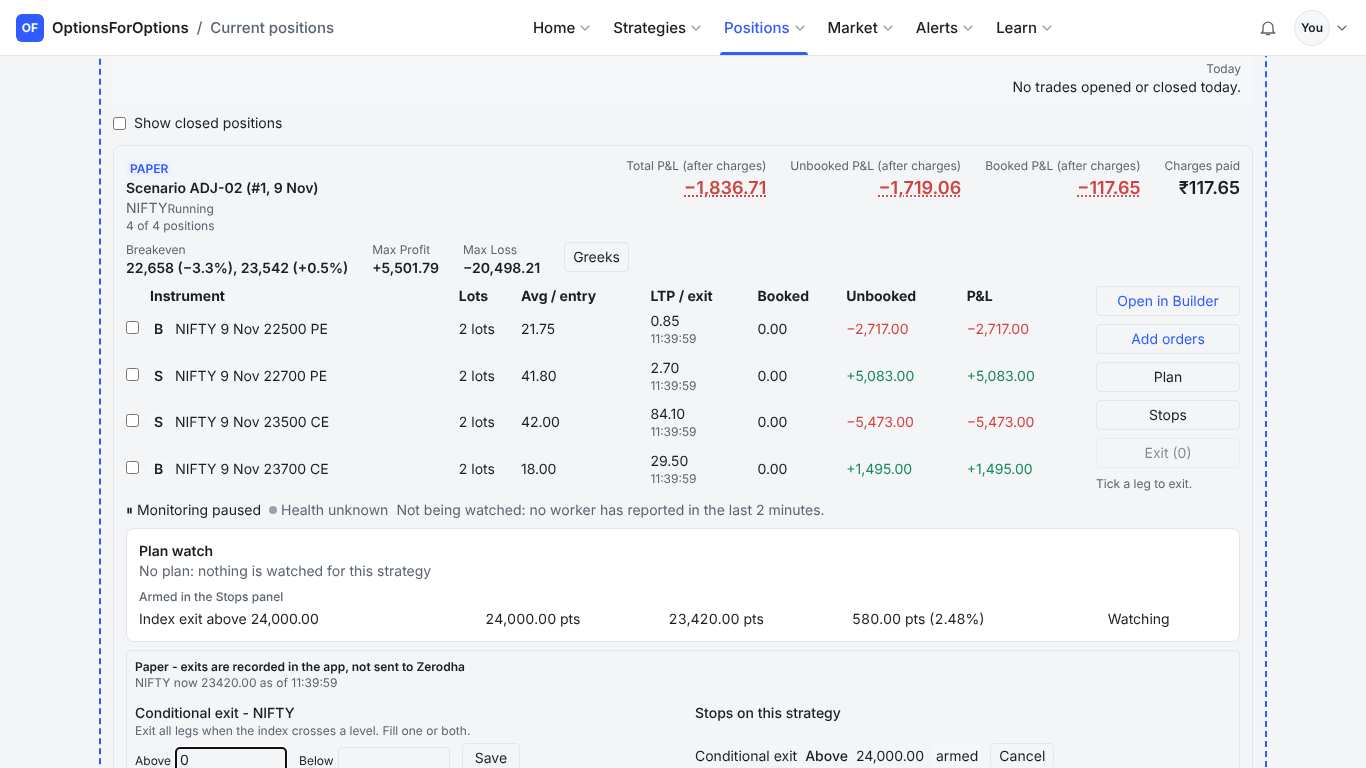 OF OptionsForOptions / Current positions Home Strategies Positions Market Alerts Learn You
Today
No trades opened or closed today.
Show closed positions
PAPER
Scenario ADJ-02 (#1, 9 Nov)
NIFTYRunning
4 of 4 positions
Total P&L (after charges) Unbooked P&L (after charges) Booked P&L (after charges) Charges paid
−1,836.71 −1,719.06 −117.65 ₹117.65
Breakeven Max Profit Max Loss
22,658 (−3.3%), 23,542 (+0.5%) +5,501.79 −20,498.21 Greeks
Instrument Lots Avg / entry LTP / exit Booked Unbooked P&L
B NIFTY 9 Nov 22500 PE 2 lots 21.75 0.85 0.00 −2,717.00 −2,717.00
11:39:59
S NIFTY 9 Nov 22700 PE 2 lots 41.80 2.70 0.00 +5,083.00 +5,083.00
11:39:59
S NIFTY 9 Nov 23500 CE 2 lots 42.00 84.10 0.00 −5,473.00 −5,473.00
11:39:59
B NIFTY 9 Nov 23700 CE 2 lots 18.00 29.50 0.00 +1,495.00 +1,495.00
11:39:59
Open in Builder
Add orders
Plan
Stops
Exit (0)
Tick a leg to exit.
Monitoring paused Health unknown Not being watched: no worker has reported in the last 2 minutes.
Plan watch
No plan: nothing is watched for this strategy
Armed in the Stops panel
Index exit above 24,000.00 24,000.00 pts 23,420.00 pts 580.00 pts (2.48%) Watching
Paper - exits are recorded in the app, not sent to Zerodha
NIFTY now 23420.00 as of 11:39:59
Conditional exit - NIFTY
Exit all legs when the index crosses a level. Fill one or both.
Above 0 Below Save
Stops on this strategy
Conditional exit Above 24,000.00 armed Cancel